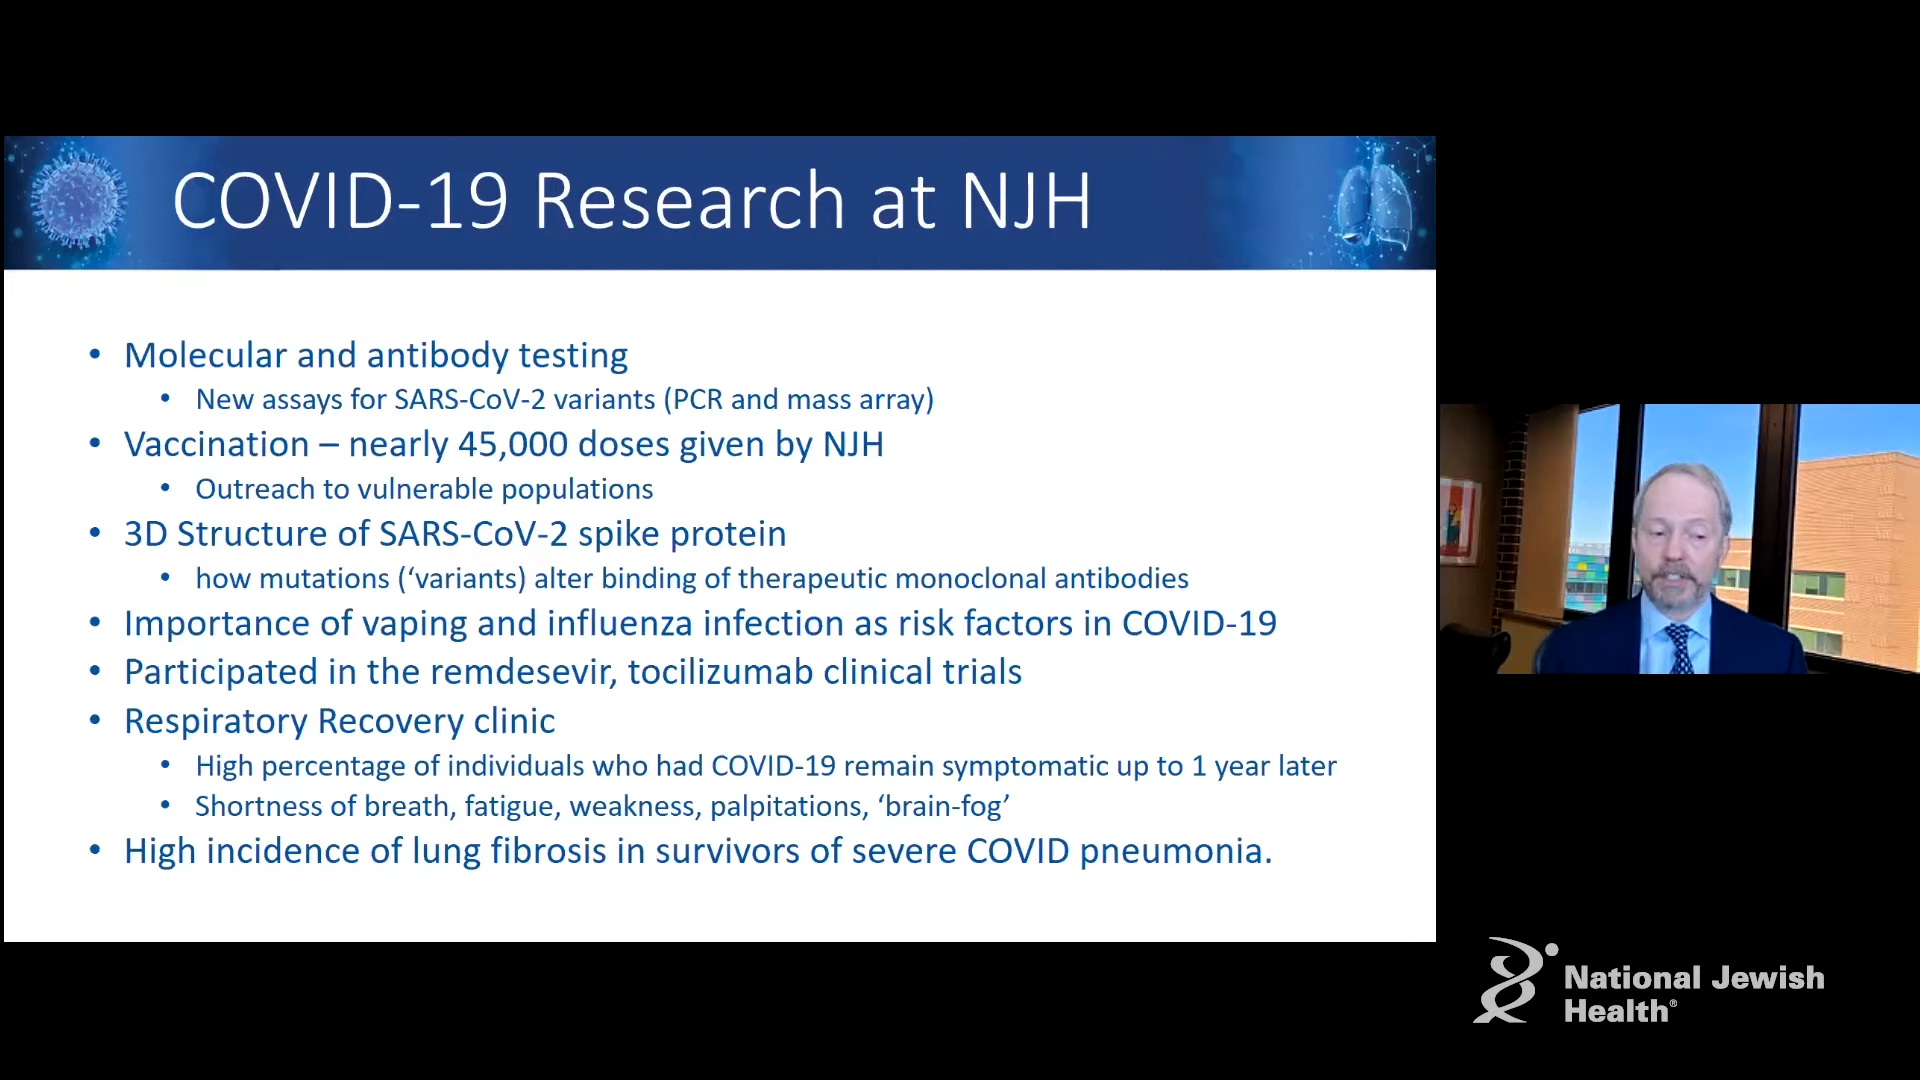 COVID-19 Research at NJH
• Molecular and antibody testing
• New assays for SARS-CoV-2 variants (PCR and mass array)
• Vaccination – nearly 45,000 doses given by NJH
• Outreach to vulnerable populations
• 3D Structure of SARS-CoV-2 spike protein
• how mutations (‘variants) alter binding of therapeutic monoclonal antibodies
• Importance of vaping and influenza infection as risk factors in COVID-19
• Participated in the remdesevir, tocilizumab clinical trials
• Respiratory Recovery clinic
• High percentage of individuals who had COVID-19 remain symptomatic up to 1 year later
• Shortness of breath, fatigue, weakness, palpitations, ‘brain-fog’
• High incidence of lung fibrosis in survivors of severe COVID pneumonia.
National Jewish
Health®